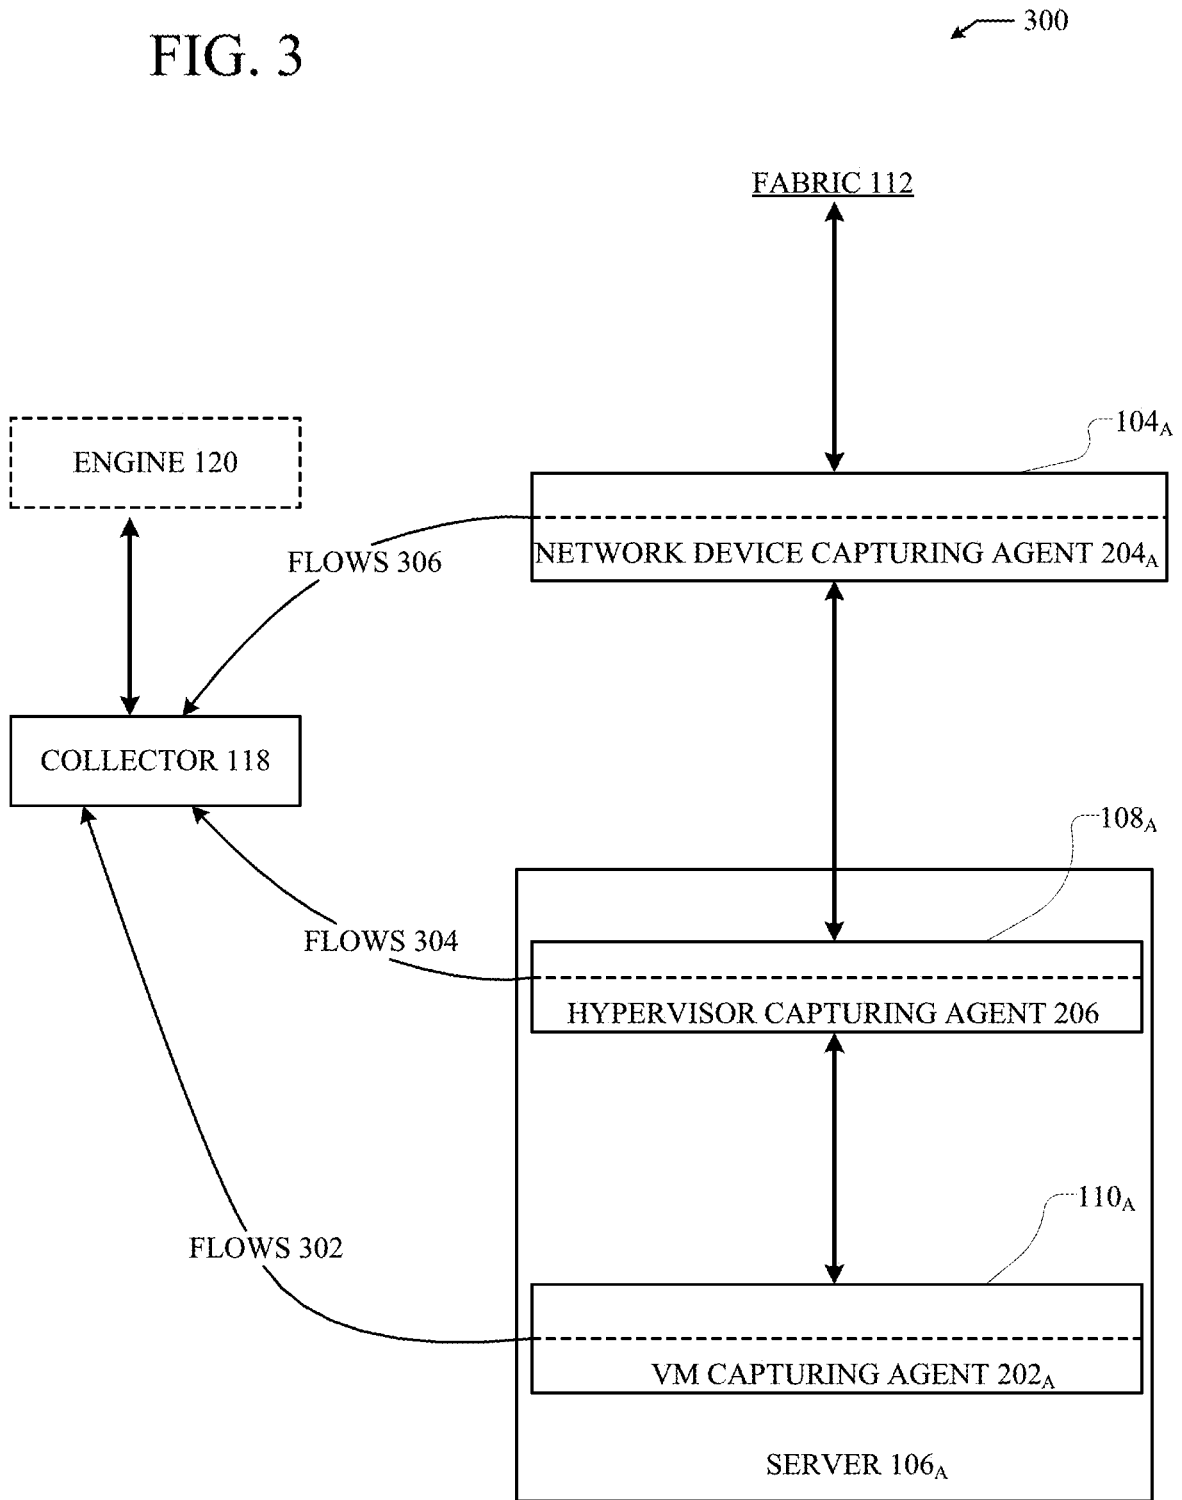 FIG. 3
300
FABRIC 112
104A
ENGINE 120
NETWORK DEVICE CAPTURING AGENT 204A
FLOWS 306
COLLECTOR 118
108A
FLOWS 304
HYPERVISOR CAPTURING AGENT 206
110A
FLOWS 302
VM CAPTURING AGENT 202A
SERVER 106A